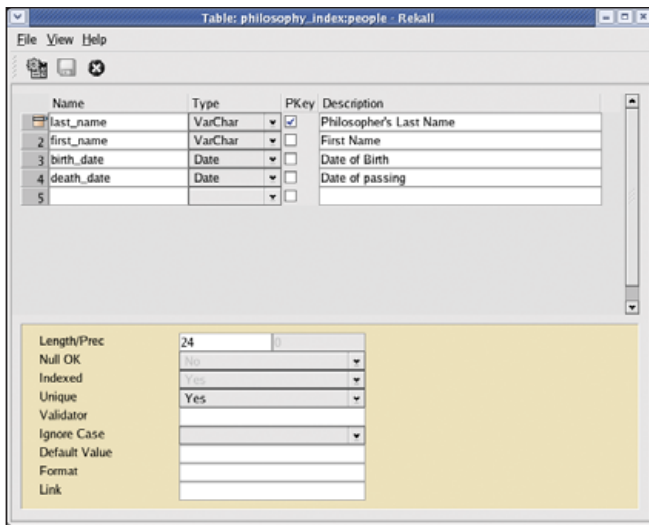 Table: philosophy_index:people - Rekall
File View Help
Name Type PKey Description
last_name VarChar Philosopher's Last Name
2 first_name VarChar First Name
3 birth_date Date Date of Birth
4 death_date Date Date of passing
5
Length/Prec 24 0
Null OK No
Indexed Yes
Unique Yes
Validator
Ignore Case
Default Value
Format
Link